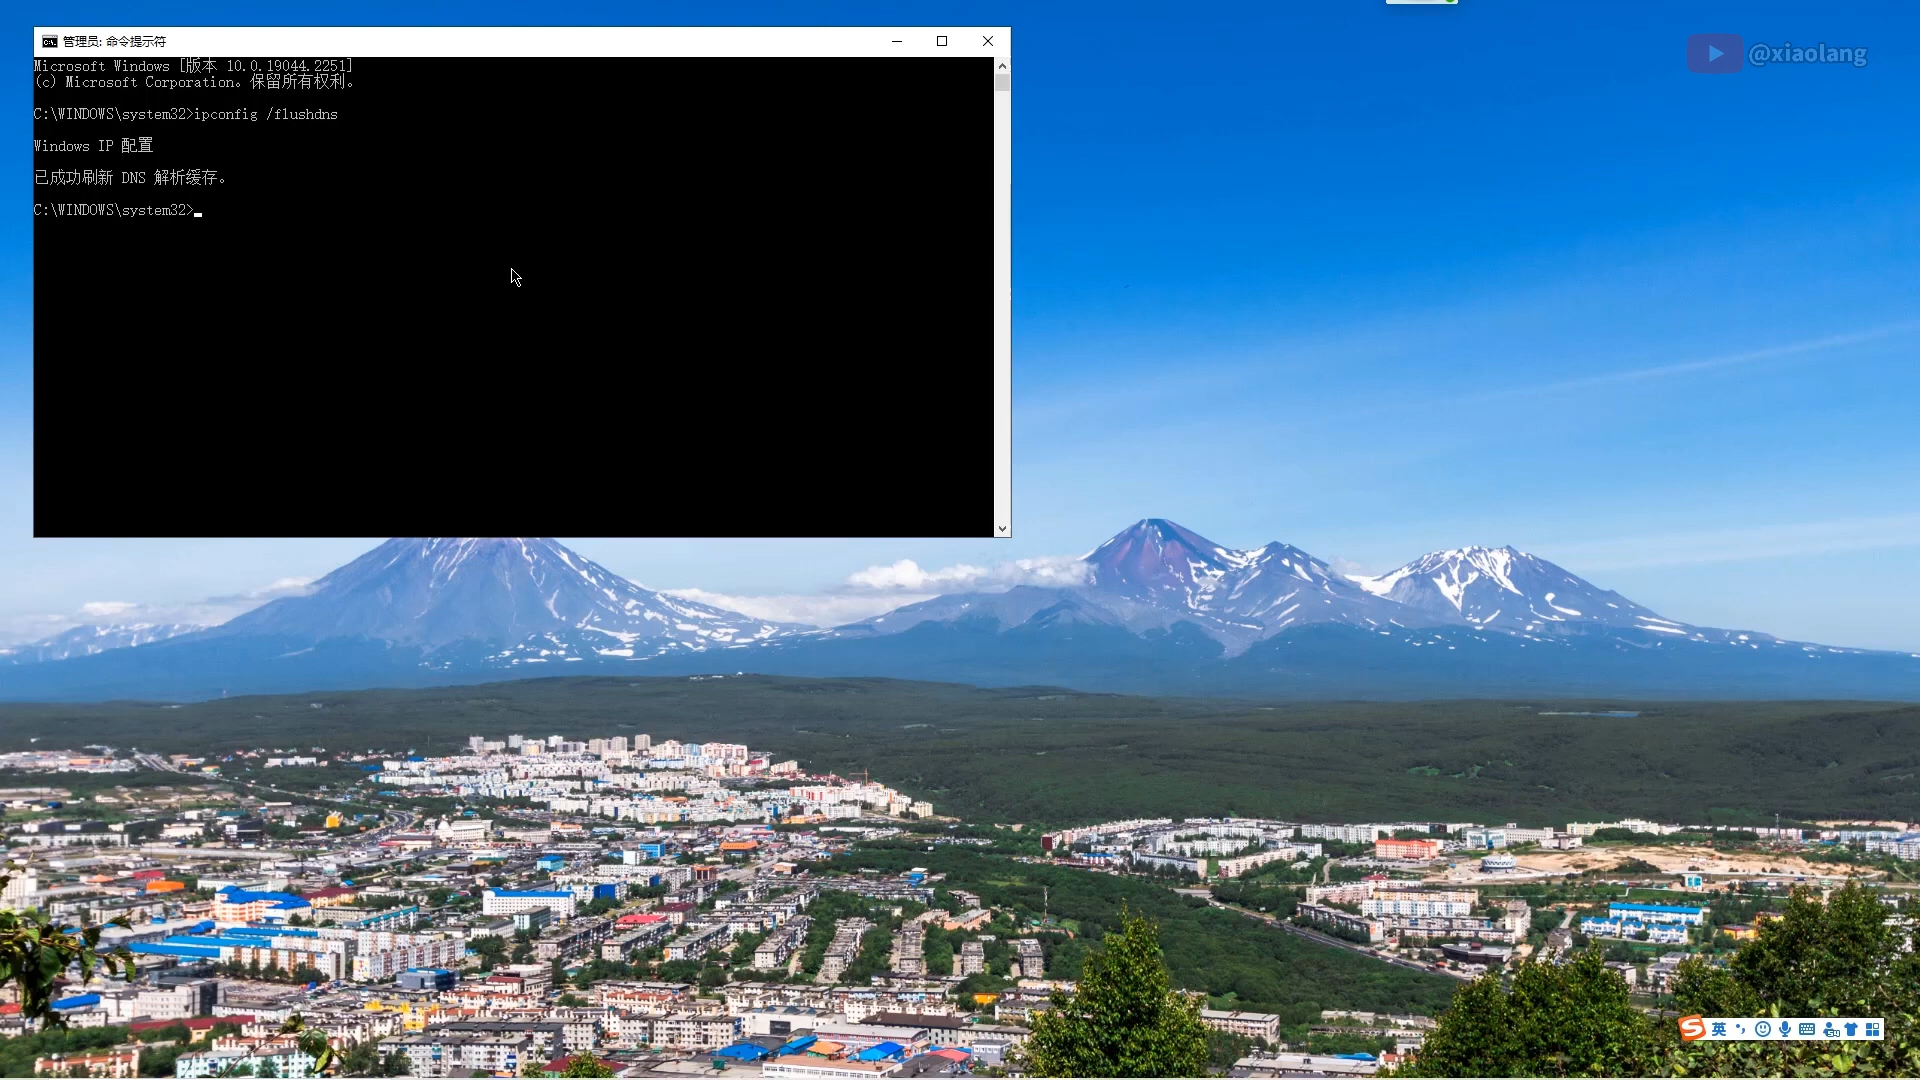 管理员: 命令提示符
Microsoft Windows [版本 10.0.19044.2251]
(c) Microsoft Corporation。保留所有权利。
C:\WINDOWS\system32>ipconfig /flushdns
Windows IP 配置
已成功刷新 DNS 解析缓存。
C:\WINDOWS\system32>
@xiaolang
英